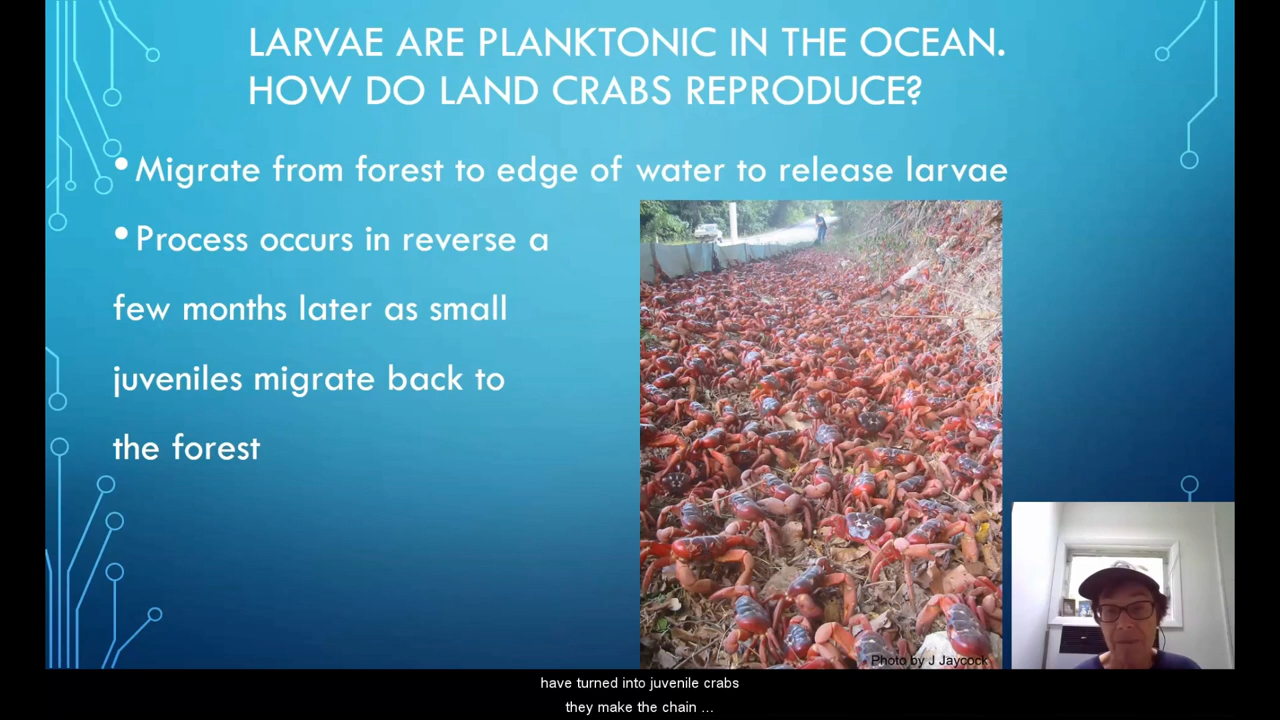 LARVAE ARE PLANKTONIC IN THE OCEAN.
HOW DO LAND CRABS REPRODUCE?
• Migrate from forest to edge of water to release larvae
• Process occurs in reverse a
few months later as small
juveniles migrate back to
the forest
Photo by J Jaycock
have turned into juvenile crabs
they make the chain ...